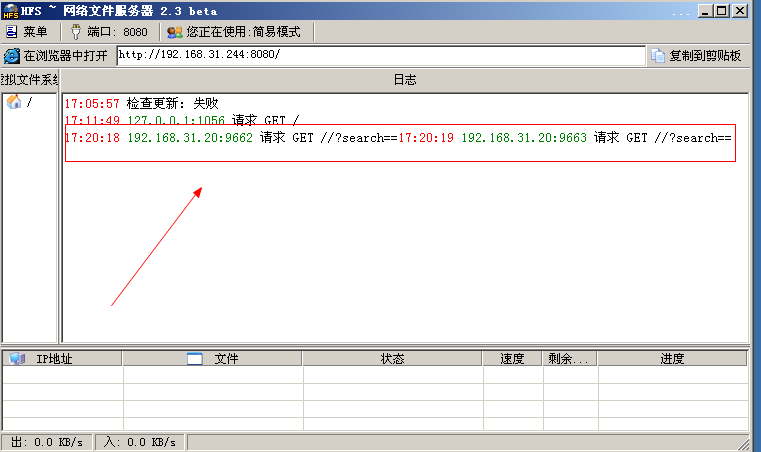 HFS ~ 网络文件服务器 2.3 beta ...
菜单 端口: 8080 您正在使用:简易模式
在浏览器中打开 http://192.168.31.244:8080/ 复制到剪贴板
虚拟文件系统 日志
/
17:05:57 检查更新: 失败
17:11:49 127.0.0.1:1056 请求 GET /
17:20:18 192.168.31.20:9662 请求 GET //?search==17:20:19 192.168.31.20:9663 请求 GET //?search==
IP地址 文件 状态 速度 剩余... 进度
出: 0.0 KB/s 入: 0.0 KB/s